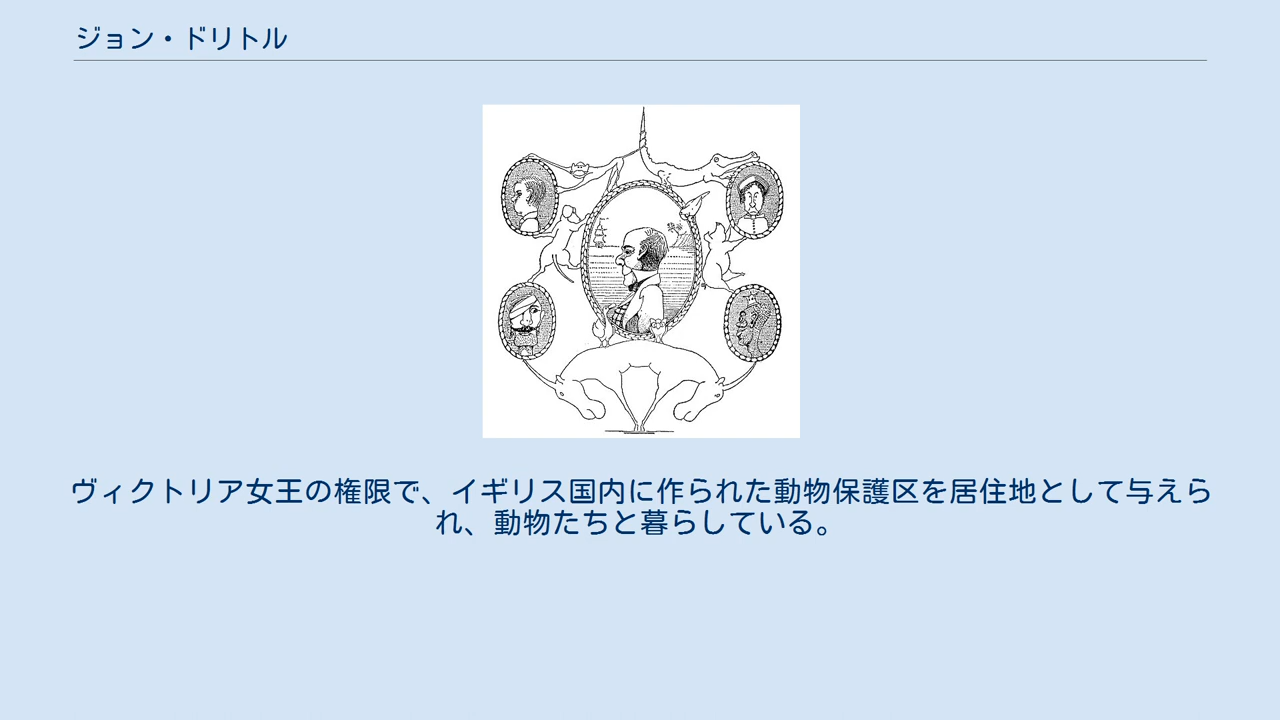 ジョン・ドリトル
ヴィクトリア女王の権限で、イギリス国内に作られた動物保護区を居住地として与えら
れ、動物たちと暮らしている。